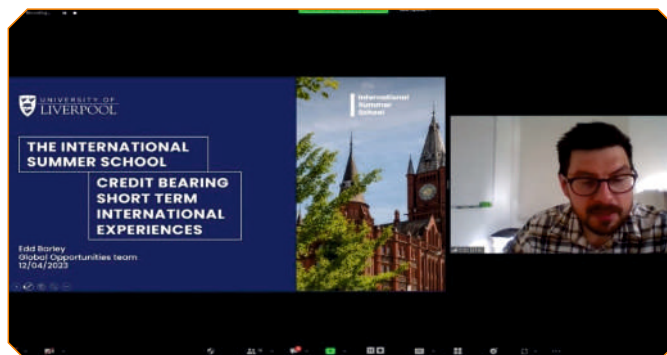 UNIVERSITY OF
LIVERPOOL
International
Summer
School
THE INTERNATIONAL
SUMMER SCHOOL
CREDIT BEARING
SHORT TERM
INTERNATIONAL
EXPERIENCES
Edd Barley
Global Opportunities team
12/04/2023